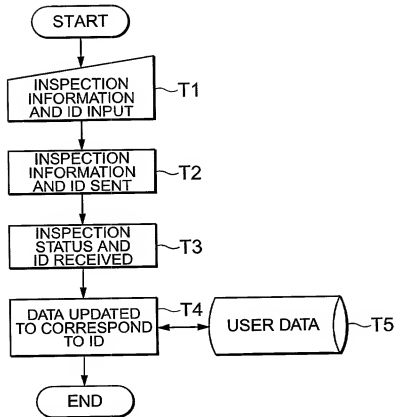 START
INSPECTION
INFORMATION
AND ID INPUT
T1
INSPECTION
INFORMATION
AND ID SENT
T2
INSPECTION
STATUS AND
ID RECEIVED
T3
DATA UPDATED
TO CORRESPOND
TO ID
T4
USER DATA
T5
END